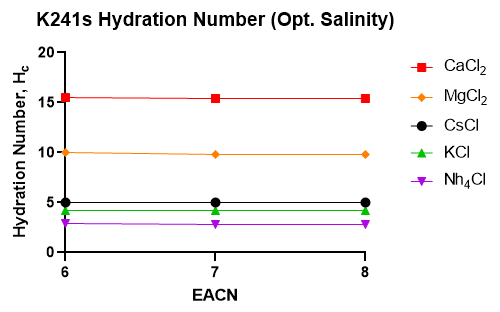 K241s Hydration Number (Opt. Salinity)
Hydration Number, H꜀
20
15
10
5
0
6 7 8
EACN
CaCl₂
MgCl₂
CsCl
KCl
Nh₄Cl